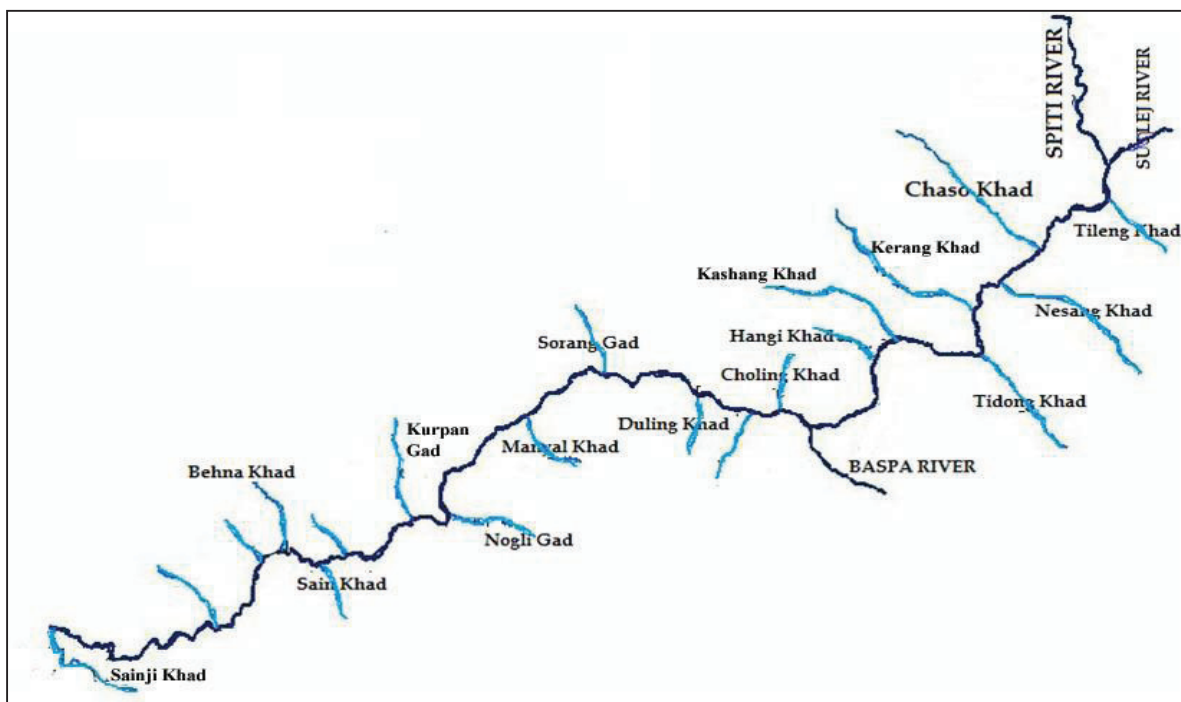 SPITI RIVER
SUTLEJ RIVER
Chaso Khad
Tileng Khad
Kerang Khad
Kashang Khad
Nesang Khad
Hangi Khad
Sorang Gad
Choling Khad
Tidong Khad
Duling Khad
Kurpan
Gad
Manyal Khad
BASPA RIVER
Behna Khad
Nogli Gad
Sain Khad
Sainji Khad